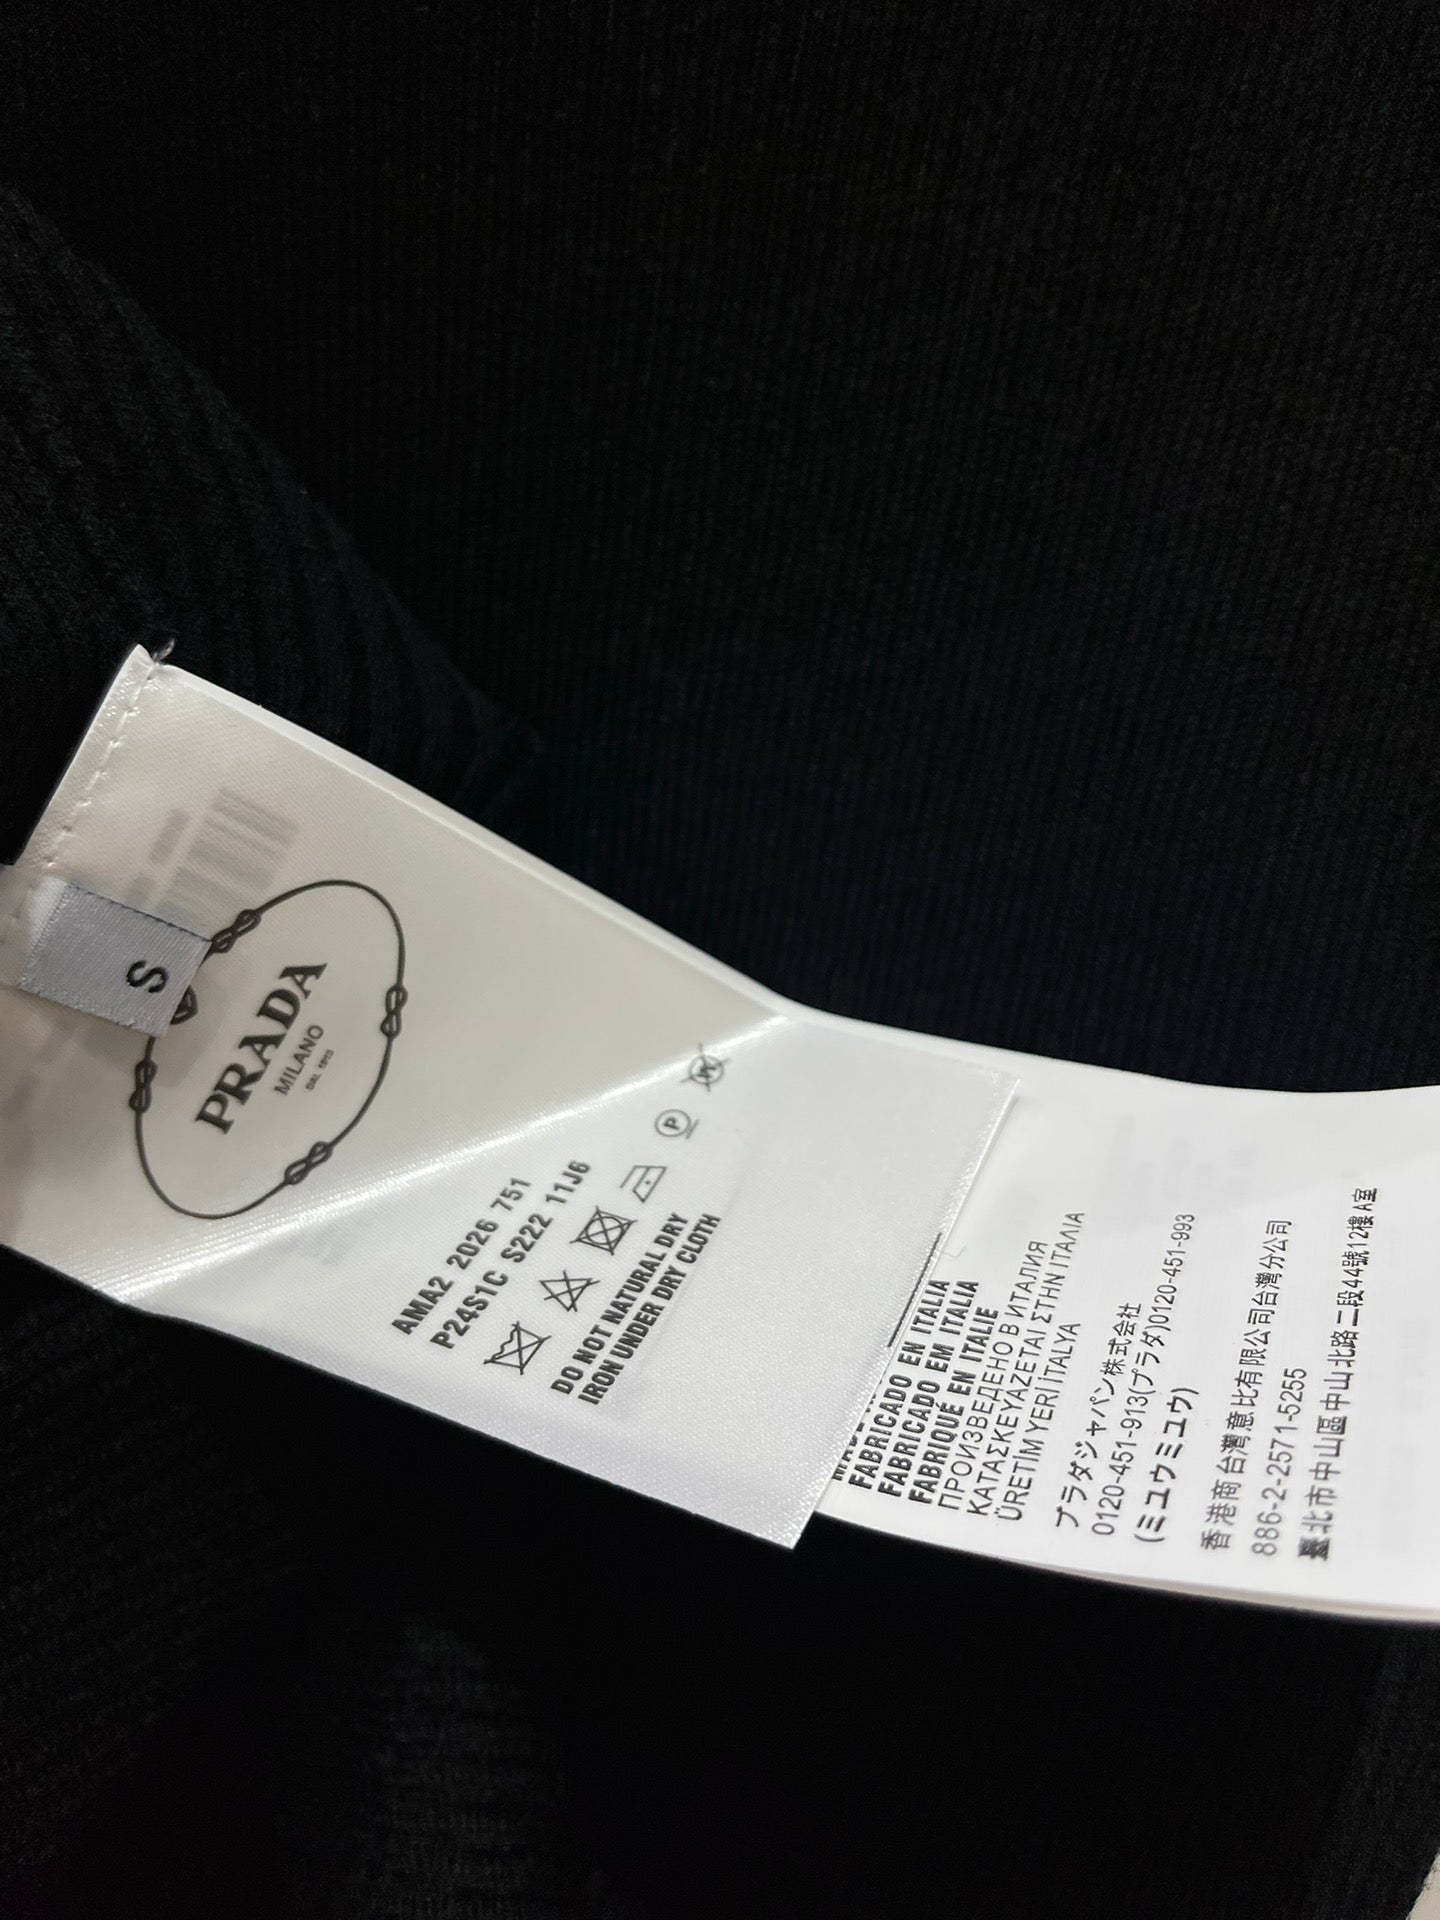 S
PRADA
MILANO
DAL 1913
AMA2 2026 751
P24S1C S222 11J6
P
W
DO NOT NATURAL DRY
IRON UNDER DRY CLOTH
FABRICADO EN ITALIA
FABRICADO EM ITALIA
FABRIQUÉ EN ITALIE
ПРОИЗВЕДЕНО В ИТАЛИЯ
ΚΑΤΑΣΚΕΥΑΖΕΤΑΙ ΣΤΗΝ ΙΤΑΛΙΑ
ÜRETİM YERİ İTALYA
プラダジャパン株式会社
0120-451-913(プラダ)0120-451-993
(ミュウミュウ)
香港商台灣意比有限公司台灣分公司
886-2-2571-5255
臺北市中山區中山北路二段44號12樓A室